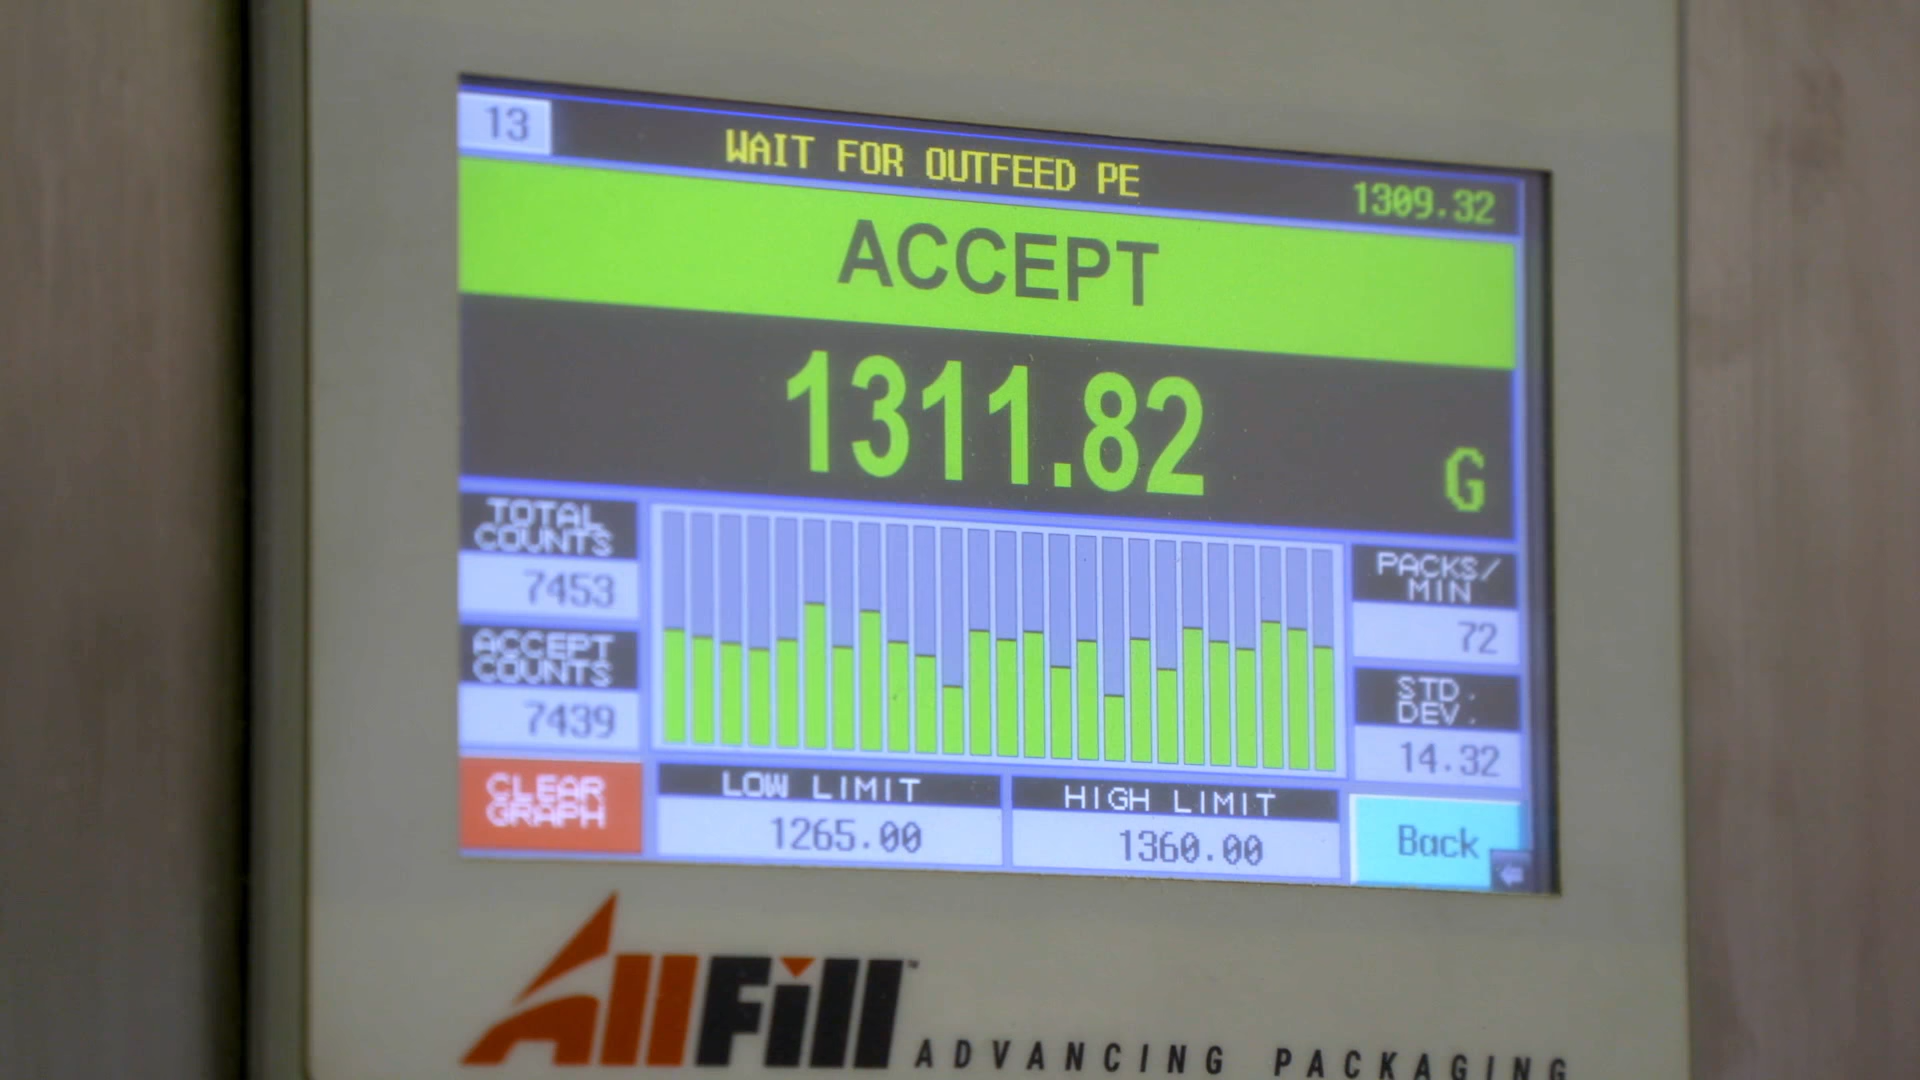 13
WAIT FOR OUTFEED PE
1309.32
ACCEPT
1311.82
G
TOTAL
COUNTS
7453
ACCEPT
COUNTS
7439
CLEAR
GRAPH
LOW LIMIT
1265.00
HIGH LIMIT
1360.00
PACKS/
MIN
72
STD.
DEV.
14.32
Back
AllFill™
ADVANCING PACKAGING